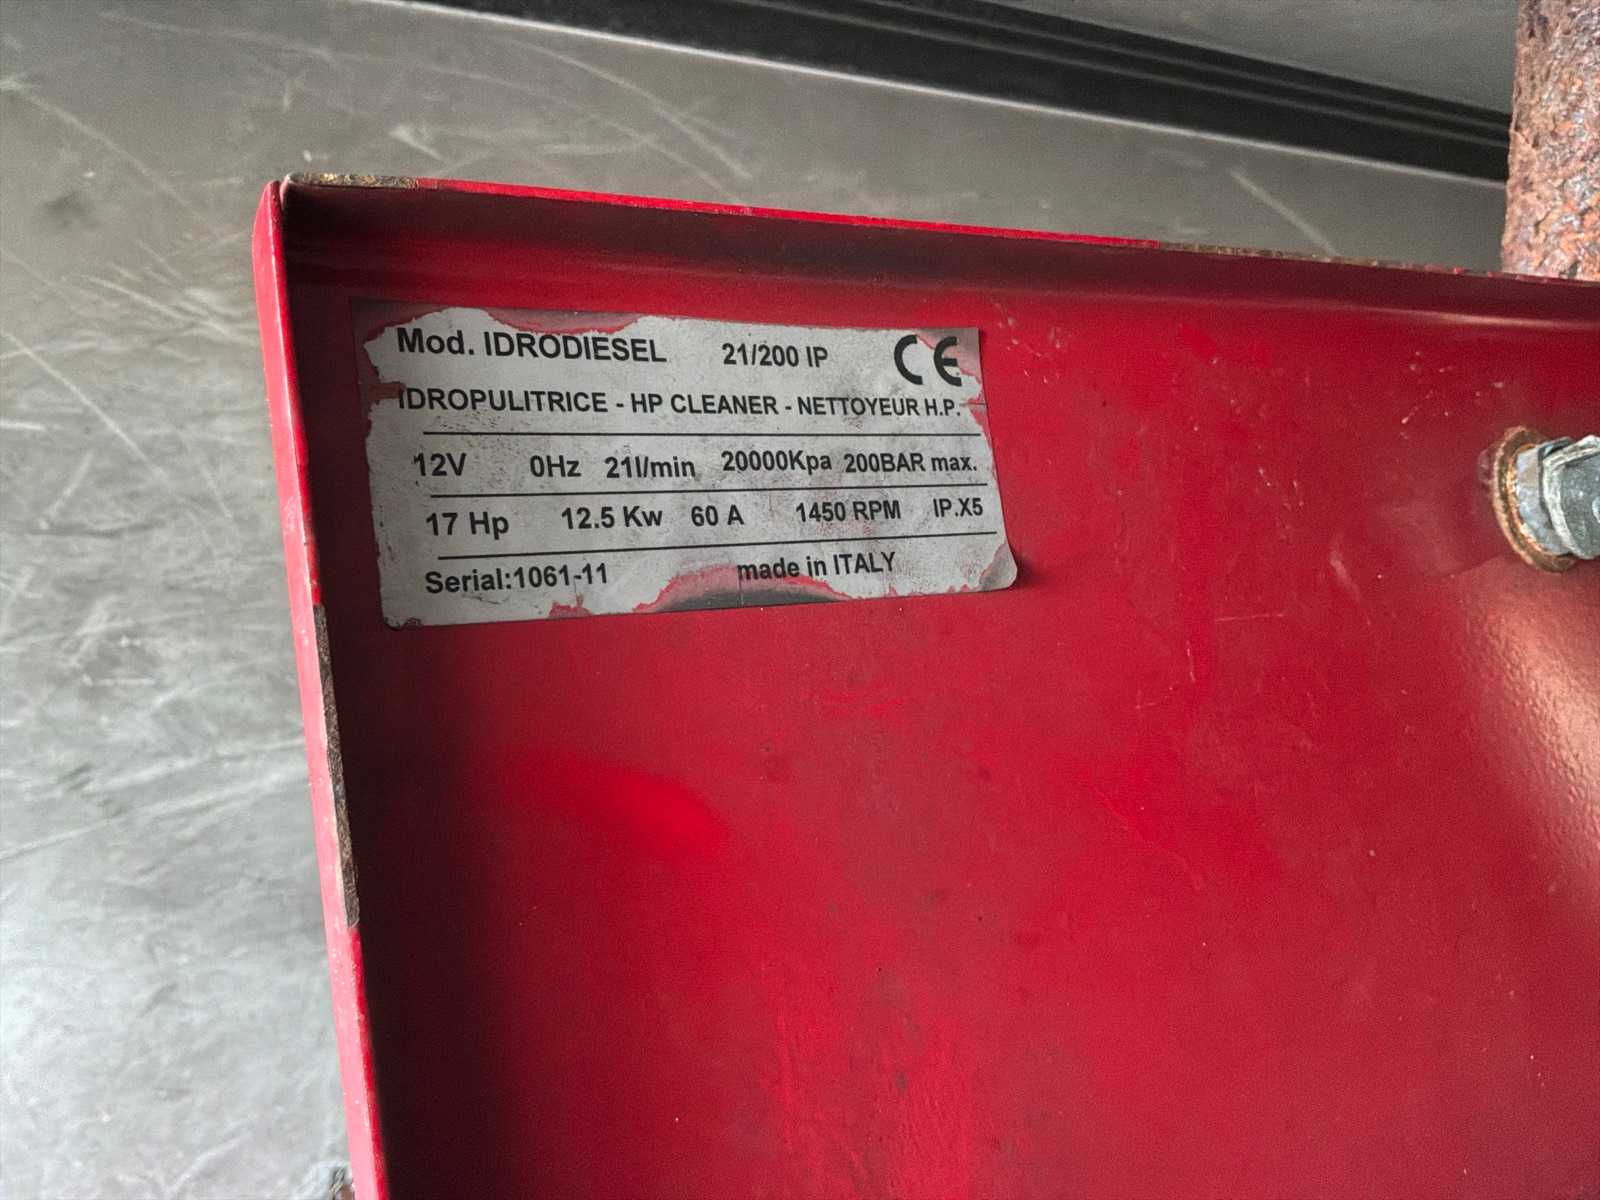 Mod. IDRODIESEL 21/200 IP CE
IDROPULITRICE - HP CLEANER - NETTOYEUR H.P.
12V 0Hz 21l/min 20000Kpa 200BAR max.
17 Hp 12.5 Kw 60 A 1450 RPM IP.X5
Serial:1061-11 made in ITALY